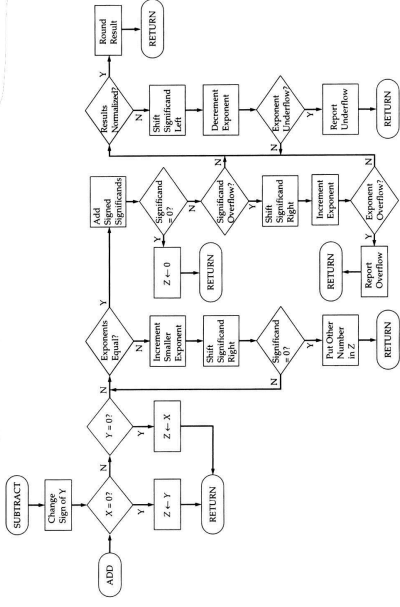 SUBTRACT
Change
Sign of Y
ADD
X = 0?
N
Y
Z ← Y
RETURN
Y = 0?
N
Y
Z ← X
Exponents
Equal?
Y
N
Increment
Smaller
Exponent
Shift
Significand
Right
Significand
= 0?
N
Y
Put Other
Number
in Z
RETURN
Add
Signed
Significands
Significand
= 0?
Y
N
Z ← 0
RETURN
Significand
Overflow?
N
Y
Shift
Significand
Right
Increment
Exponent
Exponent
Overflow?
N
Y
Report
Overflow
RETURN
Results
Normalized?
Y
N
Round
Result
RETURN
Shift
Significand
Left
Decrement
Exponent
Exponent
Underflow?
N
Y
Report
Underflow
RETURN